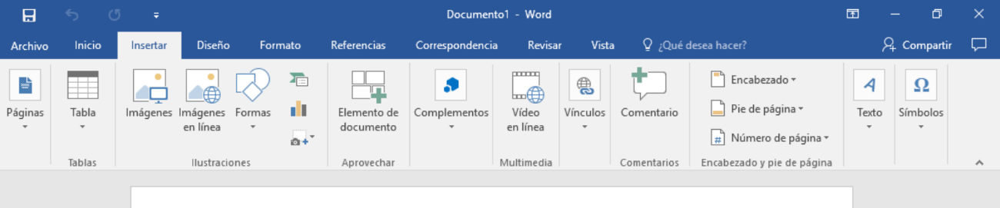 Documento1 - Word
Archivo Inicio Insertar Diseño Formato Referencias Correspondencia Revisar Vista ¿Qué desea hacer? Compartir
Páginas Tabla Imágenes Imágenes en línea Formas Elemento de documento Complementos Vídeo en línea Vínculos Comentario Encabezado Pie de página Número de página Texto Símbolos
Tablas Ilustraciones Aprovechar Multimedia Comentarios Encabezado y pie de página